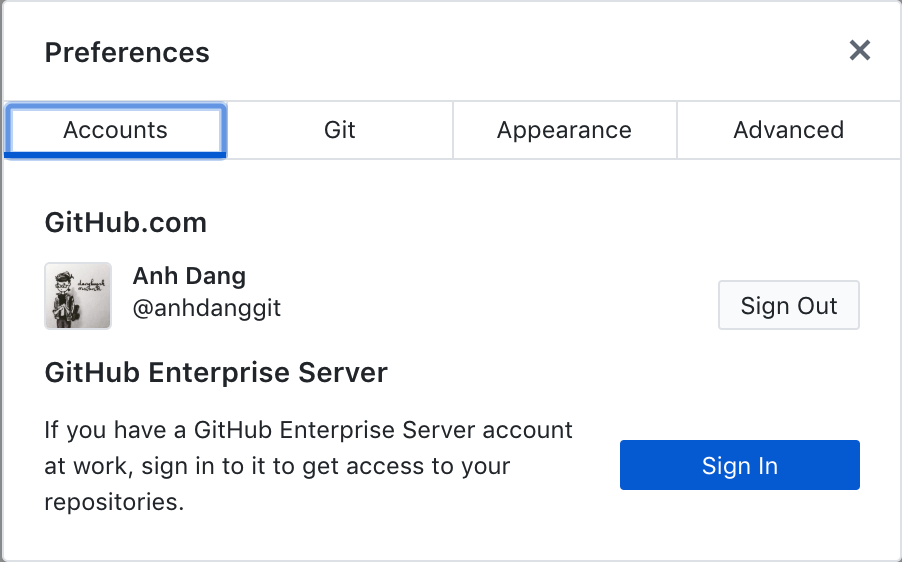 Preferences
Accounts
Git
Appearance
Advanced
GitHub.com
Anh Dang
@anhdanggit
Sign Out
GitHub Enterprise Server
If you have a GitHub Enterprise Server account
at work, sign in to it to get access to your
repositories.
Sign In